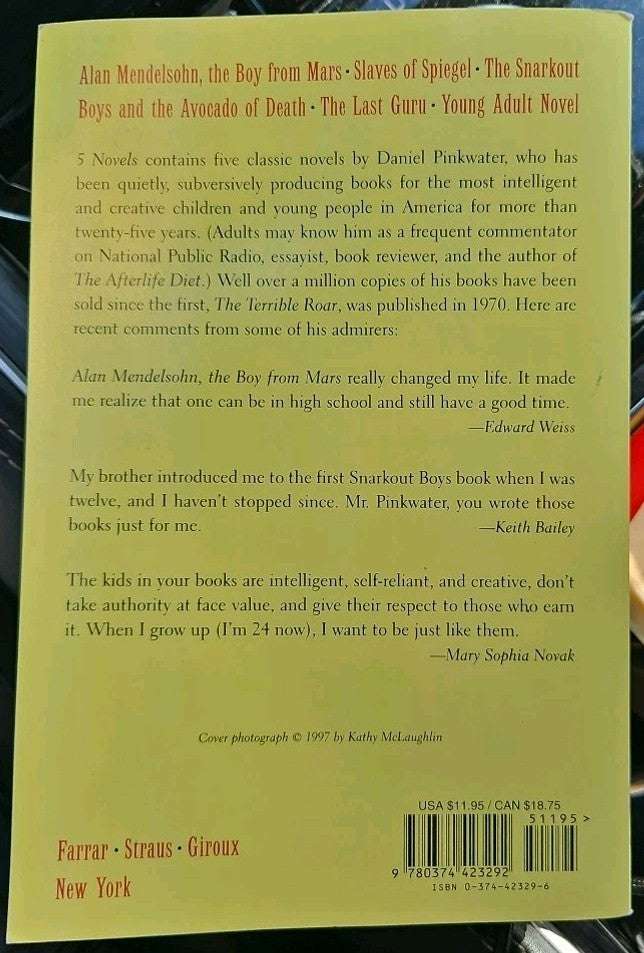 Alan Mendelsohn, the Boy from Mars · Slaves of Spiegel · The Snarkout
Boys and the Avocado of Death · The Last Guru · Young Adult Novel
5 Novels contains five classic novels by Daniel Pinkwater, who has
been quietly, subversively producing books for the most intelligent
and creative children and young people in America for more than
twenty-five years. (Adults may know him as a frequent commentator
on National Public Radio, essayist, book reviewer, and the author of
The Afterlife Diet.) Well over a million copies of his books have been
sold since the first, The Terrible Roar, was published in 1970. Here are
recent comments from some of his admirers:
Alan Mendelsohn, the Boy from Mars really changed my life. It made
me realize that one can be in high school and still have a good time.
—Edward Weiss
My brother introduced me to the first Snarkout Boys book when I was
twelve, and I haven't stopped since. Mr. Pinkwater, you wrote those
books just for me. —Keith Bailey
The kids in your books are intelligent, self-reliant, and creative, don't
take authority at face value, and give their respect to those who earn
it. When I grow up (I'm 24 now), I want to be just like them.
—Mary Sophia Novak
Cover photograph © 1997 by Kathy McLaughlin
USA $11.95 / CAN $18.75
51195 >
9 780374 423292
ISBN 0-374-42329-6
Farrar · Straus · Giroux
New York